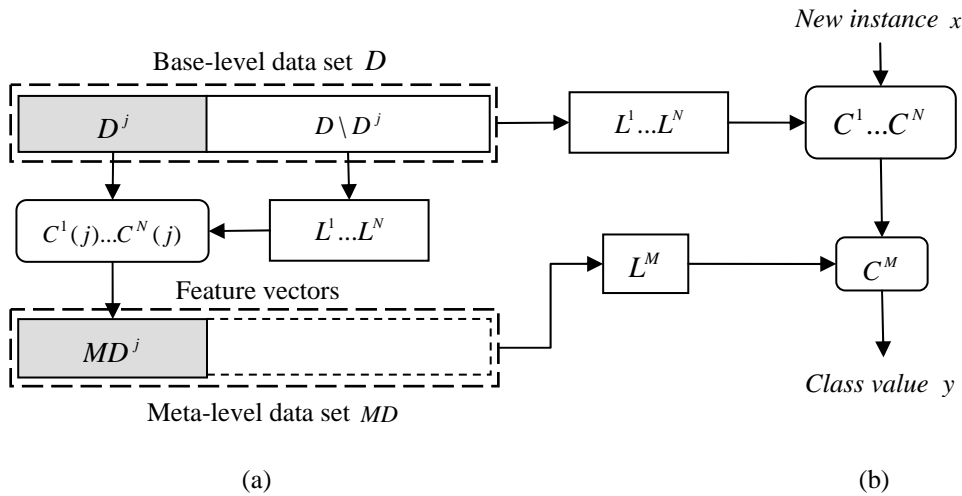 New instance x
Base-level data set D
D^j
D \ D^j
L^1...L^N
C^1...C^N
C^1(j)...C^N(j)
L^1...L^N
L^M
C^M
Feature vectors
MD^j
Class value y
Meta-level data set MD
(a)
(b)